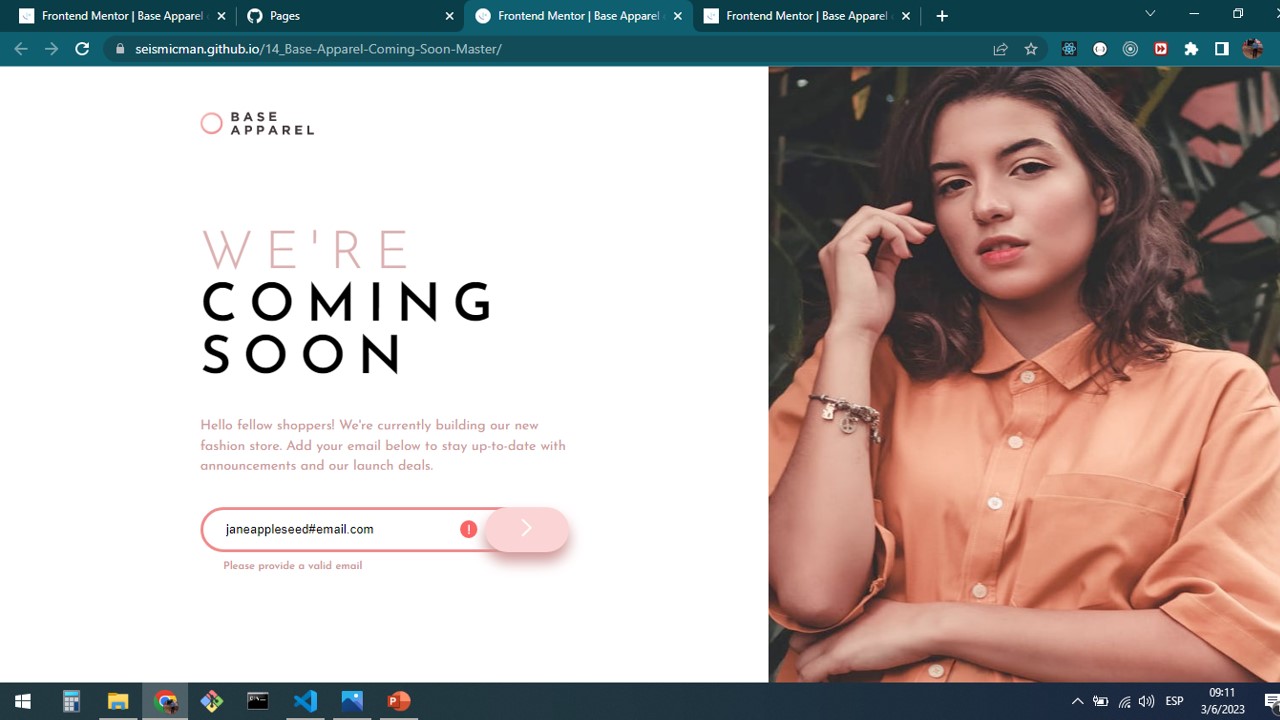 Frontend Mentor | Base Apparel
Pages
Frontend Mentor | Base Apparel
Frontend Mentor | Base Apparel
seismicman.github.io/14_Base-Apparel-Coming-Soon-Master/
BASE
APPAREL
WE'RE
COMING
SOON
Hello fellow shoppers! We're currently building our new
fashion store. Add your email below to stay up-to-date with
announcements and our launch deals.
janeappleseed#email.com
!
Please provide a valid email
ESP
09:11
3/6/2023